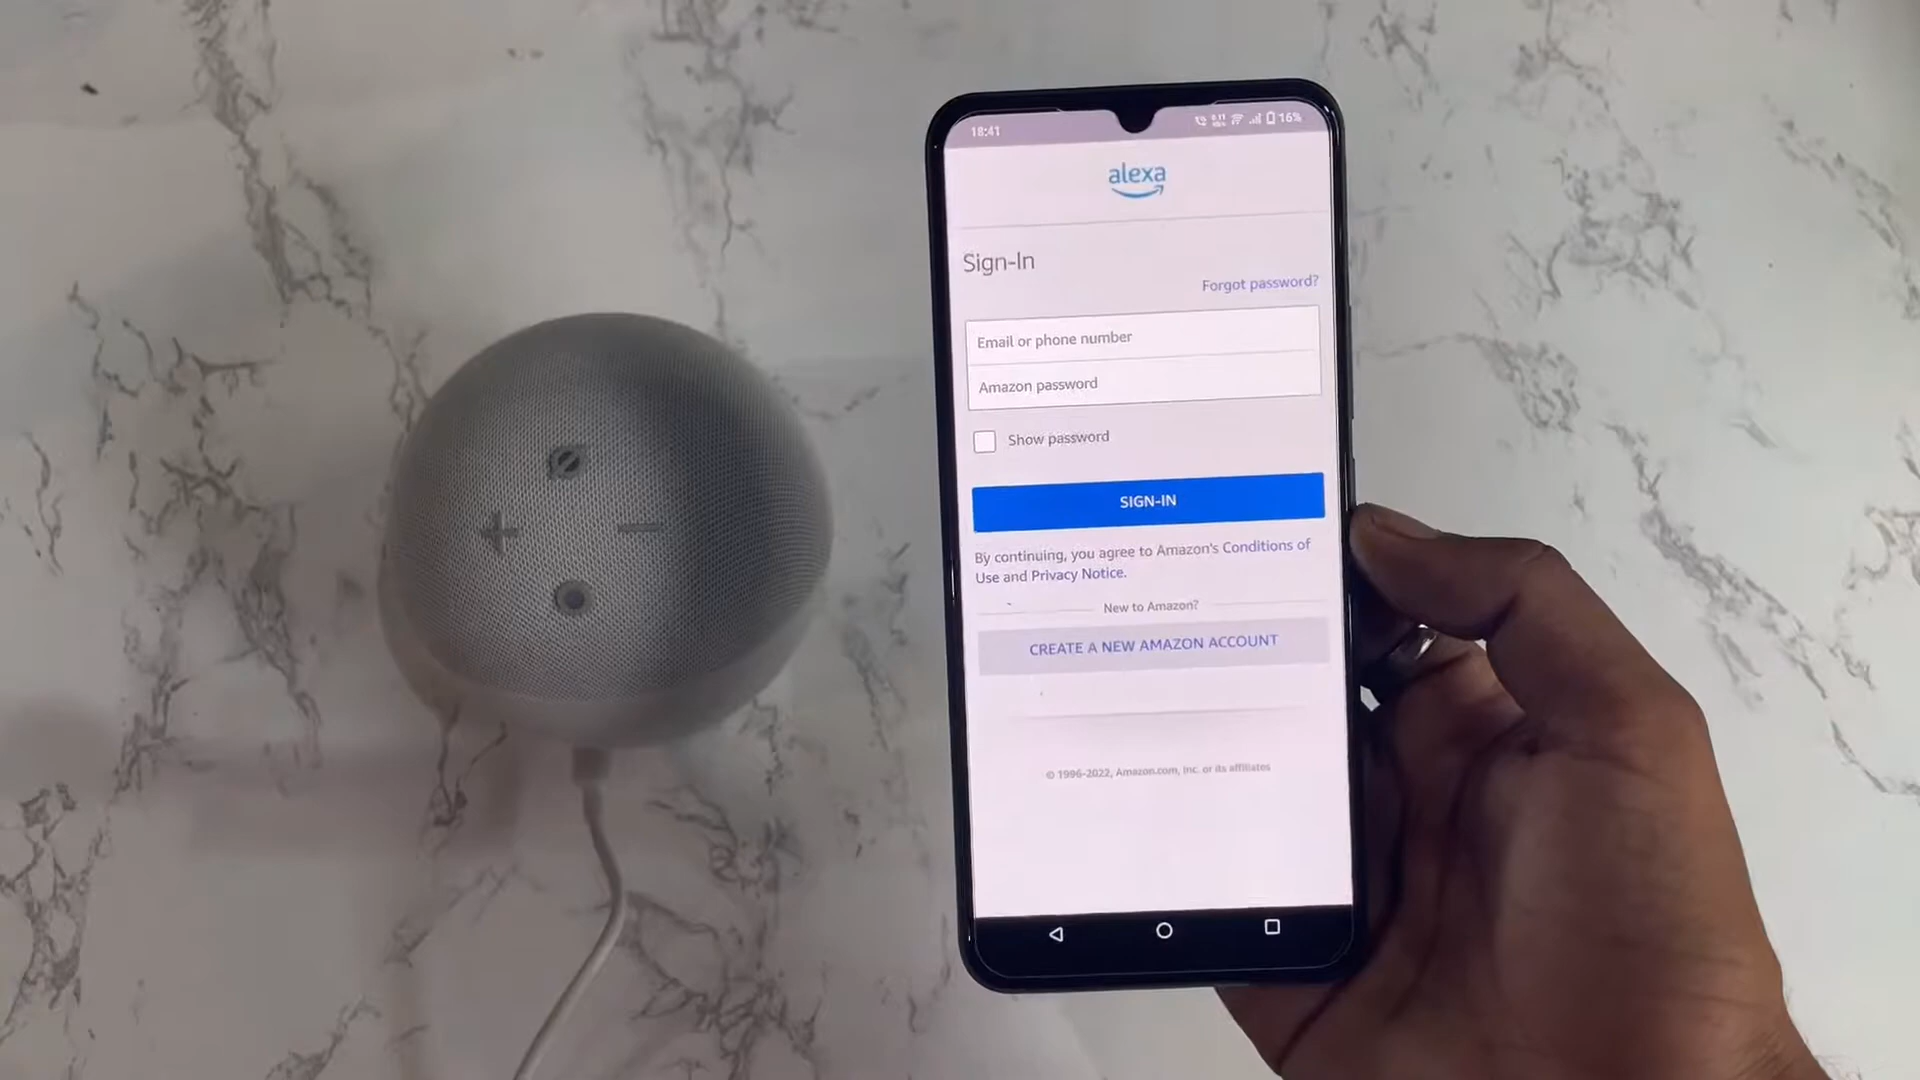 18:41
16%
alexa
Sign-In
Forgot password?
Email or phone number
Amazon password
Show password
SIGN-IN
By continuing, you agree to Amazon's Conditions of
Use and Privacy Notice.
New to Amazon?
CREATE A NEW AMAZON ACCOUNT
© 1996-2022, Amazon.com, Inc. or its affiliates